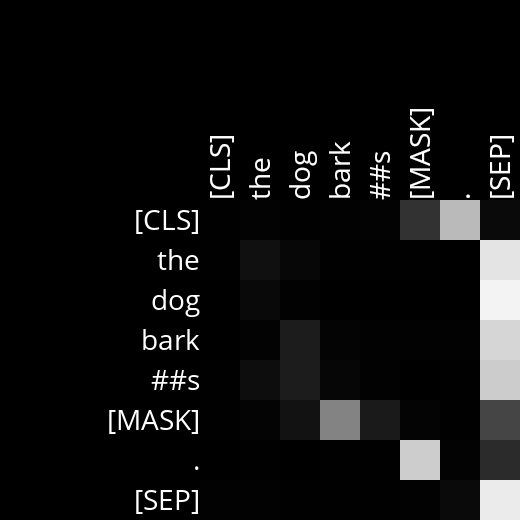 [CLS] the dog bark ##s [MASK] . [SEP]
[CLS]
the
dog
bark
##s
[MASK]
.
[SEP]